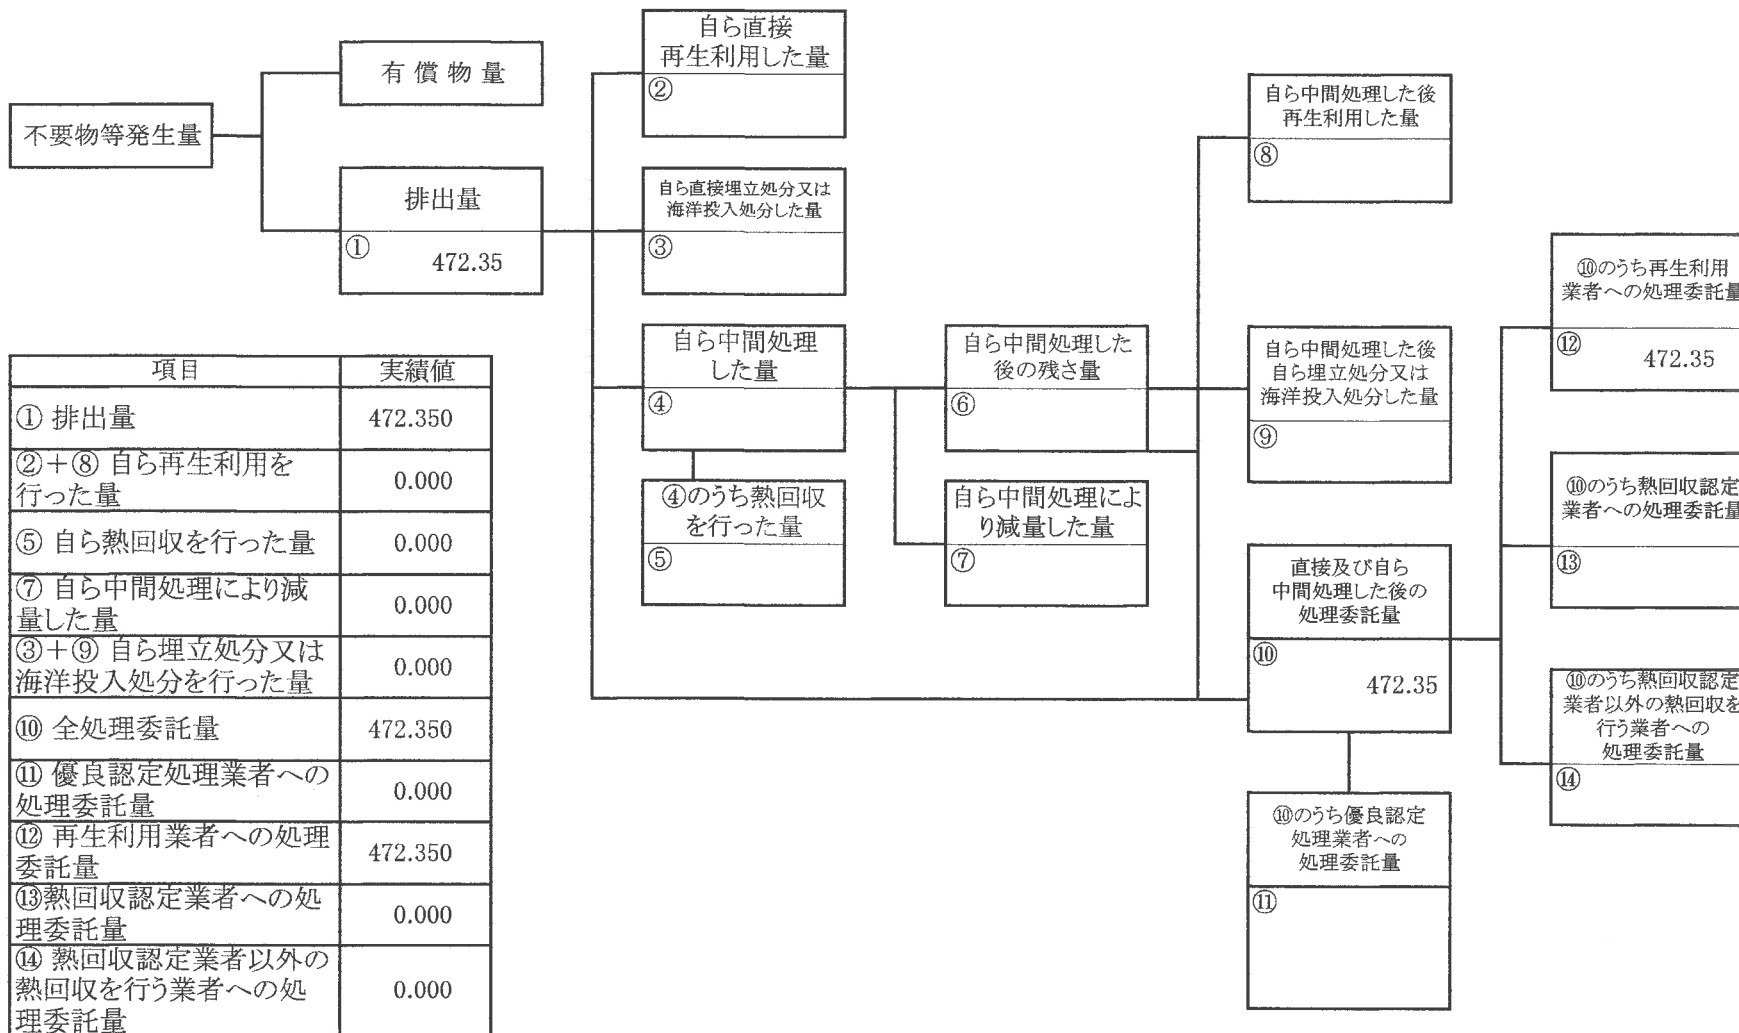 不要物等発生量
有 償 物 量
排出量
①
472.35
自ら直接
再生利用した量
②
自ら直接埋立処分又は
海洋投入処分した量
③
自ら中間処理
した量
④
④のうち熱回収
を行った量
⑤
自ら中間処理した
後の残さ量
⑥
自ら中間処理によ
り減量した量
⑦
自ら中間処理した後
再生利用した量
⑧
自ら中間処理した後
自ら埋立処分又は
海洋投入処分した量
⑨
直接及び自ら
中間処理した後の
処理委託量
⑩
472.35
⑩のうち優良認定
処理業者への
処理委託量
⑪
⑩のうち再生利用
業者への処理委託量
⑫
472.35
⑩のうち熱回収認定
業者への処理委託量
⑬
⑩のうち熱回収認定
業者以外の熱回収を
行う業者への
処理委託量
⑭
項目 実績値
① 排出量 472.350
②+⑧ 自ら再生利用を
行った量 0.000
⑤ 自ら熱回収を行った量 0.000
⑦ 自ら中間処理により減
量した量 0.000
③+⑨ 自ら埋立処分又は
海洋投入処分を行った量 0.000
⑩ 全処理委託量 472.350
⑪ 優良認定処理業者への
処理委託量 0.000
⑫ 再生利用業者への処理
委託量 472.350
⑬熱回収認定業者への処
理委託量 0.000
⑭ 熱回収認定業者以外の
熱回収を行う業者への処
理委託量 0.000